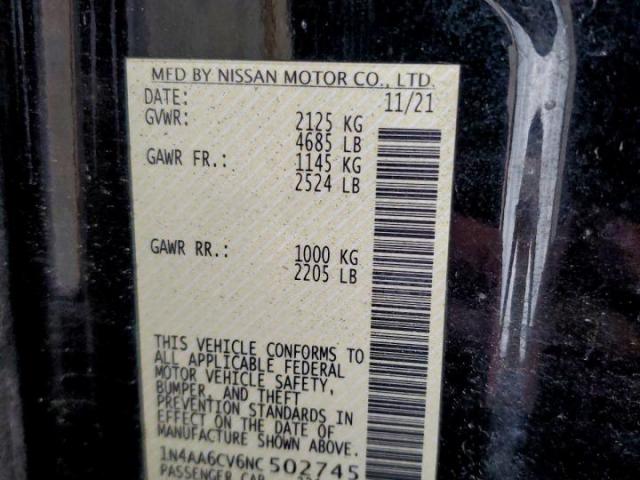 MFD BY NISSAN MOTOR CO., LTD.
DATE: 11/21
GVWR: 2125 KG
4685 LB
GAWR FR.: 1145 KG
2524 LB
GAWR RR.: 1000 KG
2205 LB
THIS VEHICLE CONFORMS TO
ALL APPLICABLE FEDERAL
MOTOR VEHICLE SAFETY,
BUMPER, AND THEFT
PREVENTION STANDARDS IN
EFFECT ON THE DATE OF
MANUFACTURE SHOWN ABOVE.
1N4AA6CV6NC502745
PASSENGER CAR